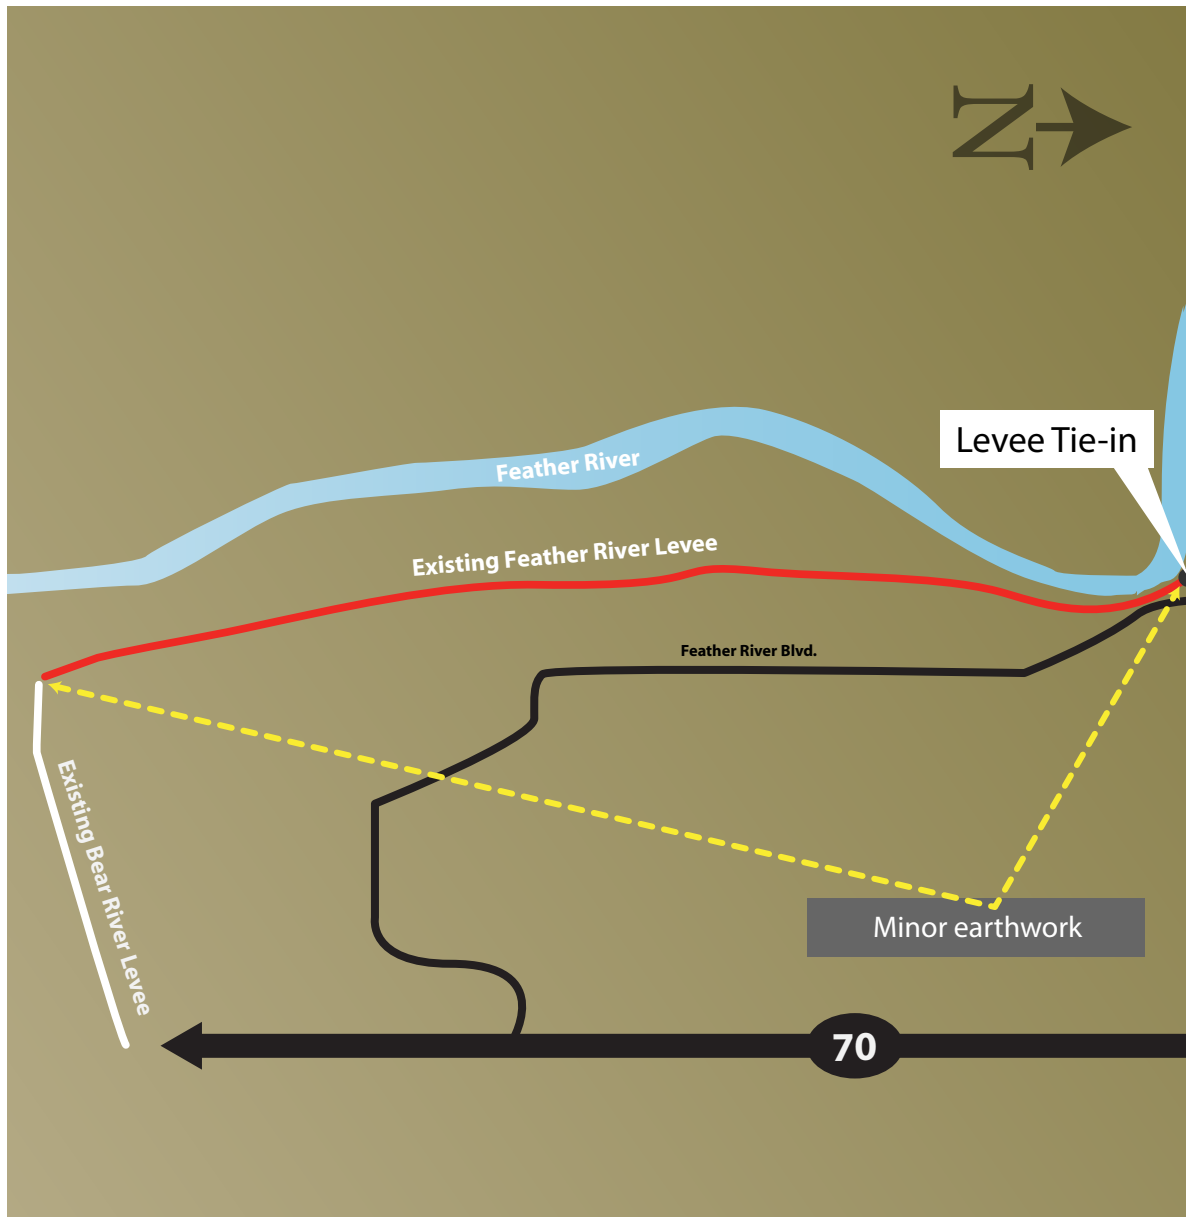 N
Levee Tie-in
Feather River
Existing Feather River Levee
Feather River Blvd.
Existing Bear River Levee
Minor earthwork
70